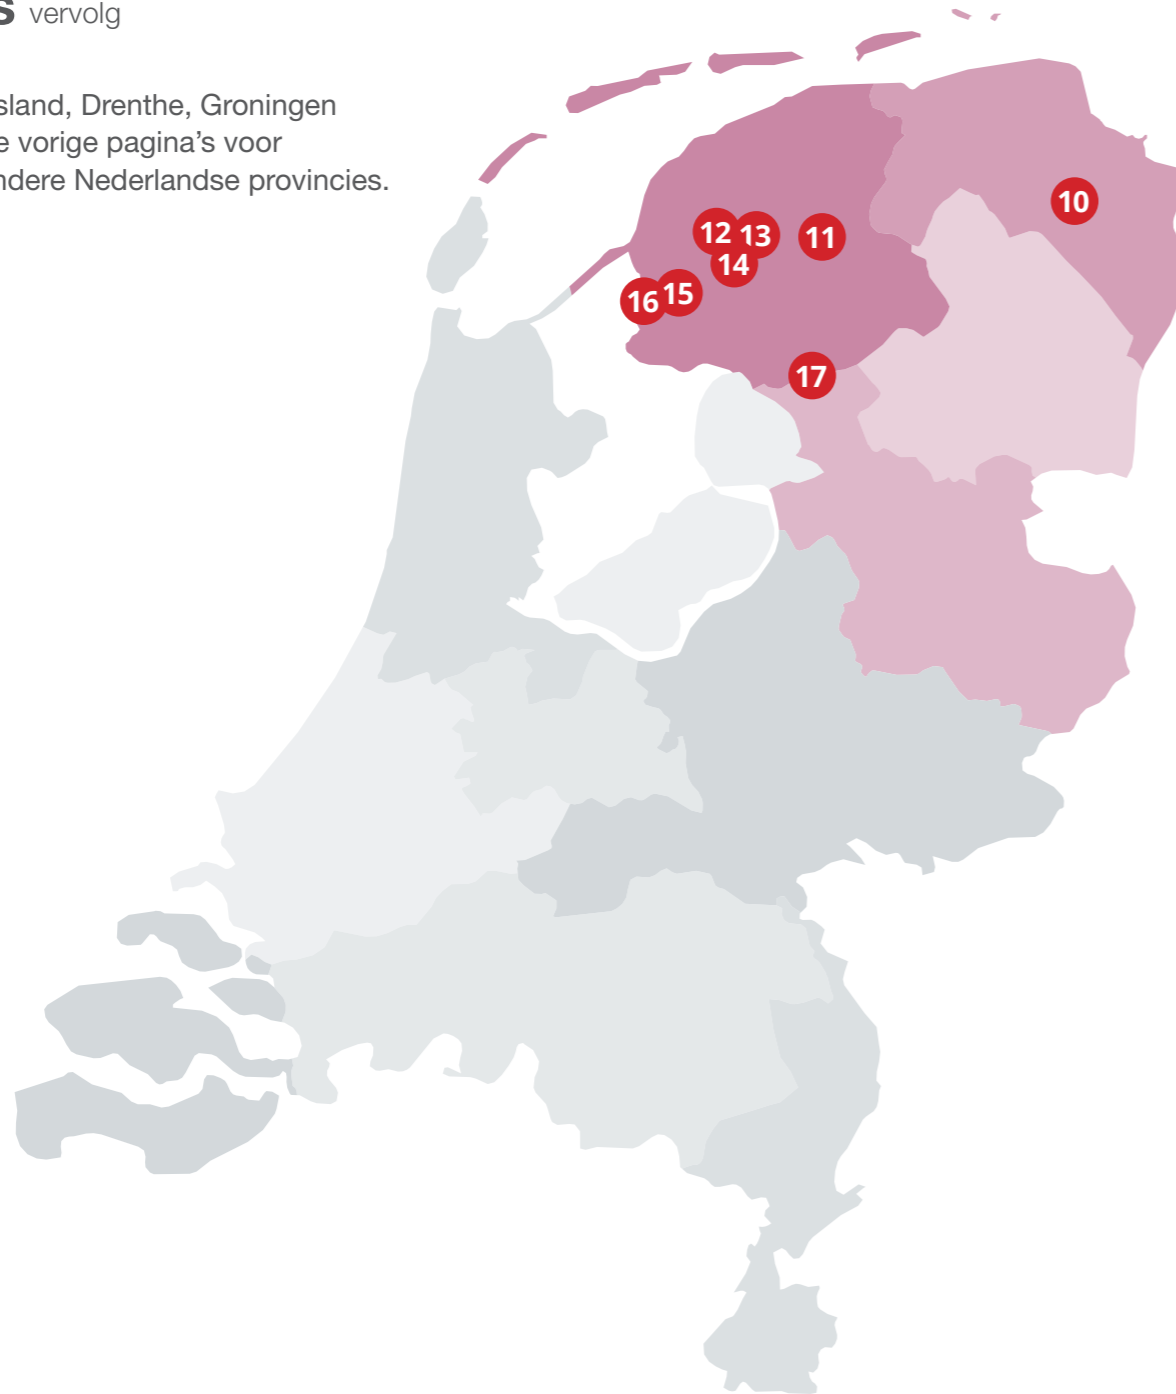 s vervolg
sland, Drenthe, Groningen
e vorige pagina’s voor
ndere Nederlandse provincies.
10
12 13 11
14
16 15
17